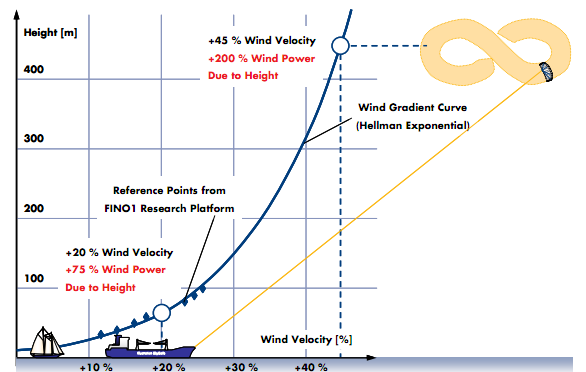 Height [m]
+45 % Wind Velocity
+200 % Wind Power
Due to Height
400
Wind Gradient Curve
(Hellman Exponential)
300
Reference Points from
FINO1 Research Platform
200
+20 % Wind Velocity
+75 % Wind Power
Due to Height
100
Wind Velocity [%]
+10 %
+20 %
+30 %
+40 %